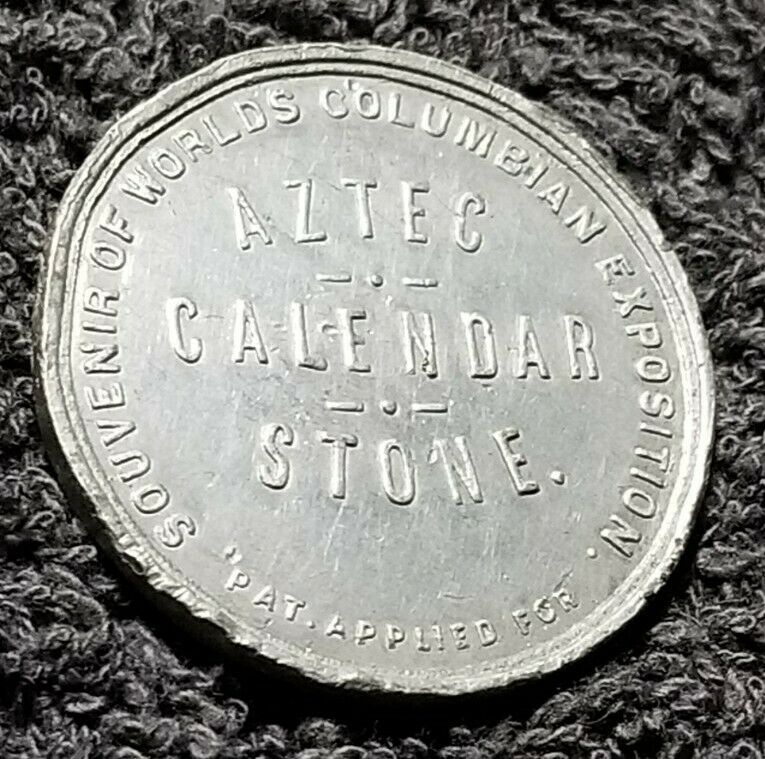 SOUVENIR OF WORLDS COLUMBIAN EXPOSITION.
AZTEC
CALENDAR
STONE.
"PAT. APPLIED FOR"